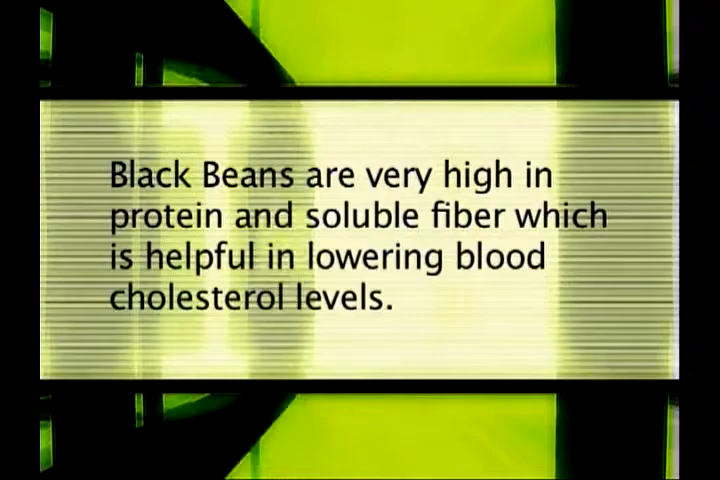 Black Beans are very high in
protein and soluble fiber which
is helpful in lowering blood
cholesterol levels.